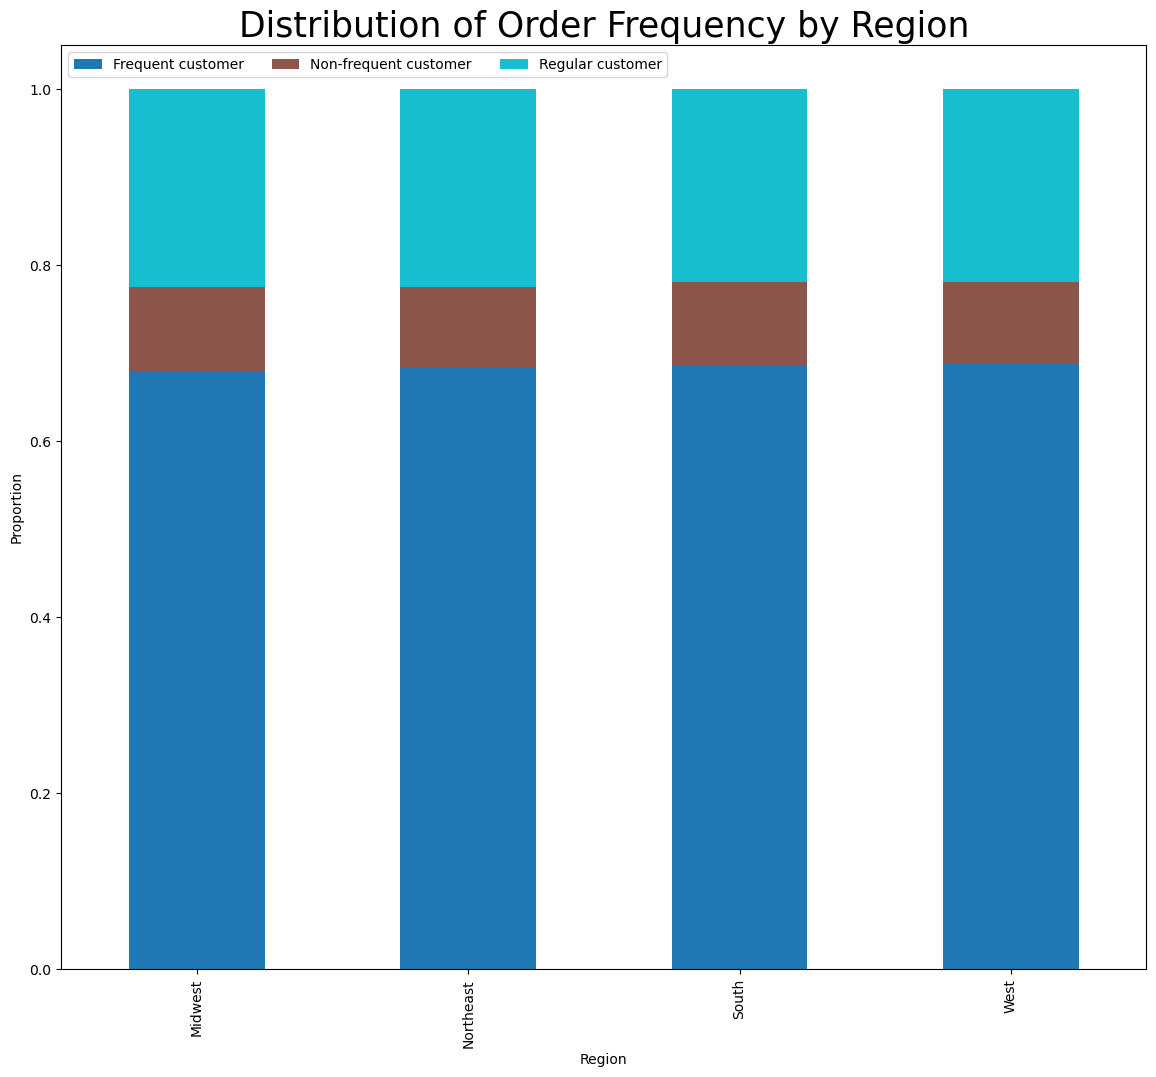 Distribution of Order Frequency by Region
Frequent customer Non-frequent customer Regular customer
1.0
0.8
0.6
0.4
0.2
0.0
Proportion
Midwest Northeast South West
Region